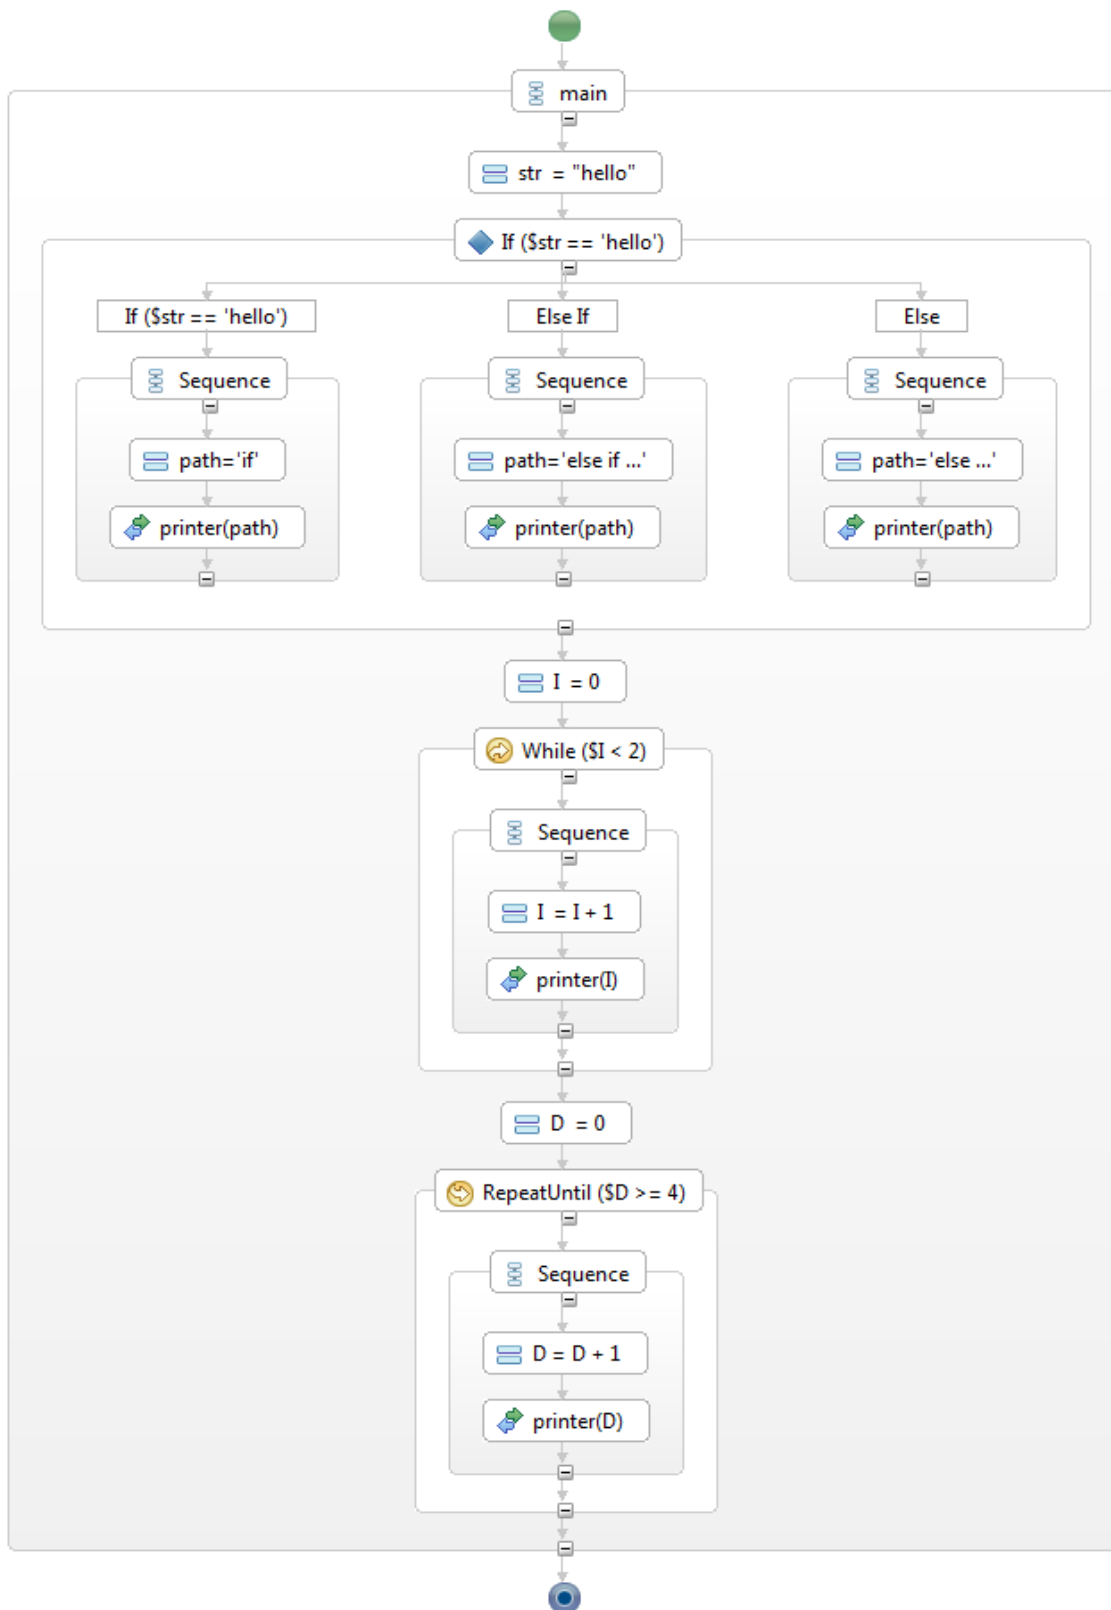 main
str = "hello"
If ($str == 'hello')
If ($str == 'hello')
Else If
Else
Sequence
Sequence
Sequence
path='if'
path='else if ...'
path='else ...'
printer(path)
printer(path)
printer(path)
I = 0
While ($I < 2)
Sequence
I = I + 1
printer(I)
D = 0
RepeatUntil ($D >= 4)
Sequence
D = D + 1
printer(D)